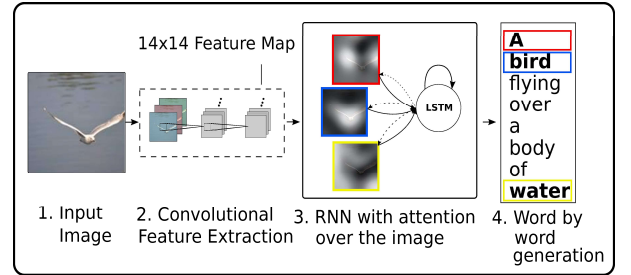 14x14 Feature Map
LSTM
A
bird
flying
over
a
body
of
water
1. Input
Image
2. Convolutional
Feature Extraction
3. RNN with attention
over the image
4. Word by
word
generation